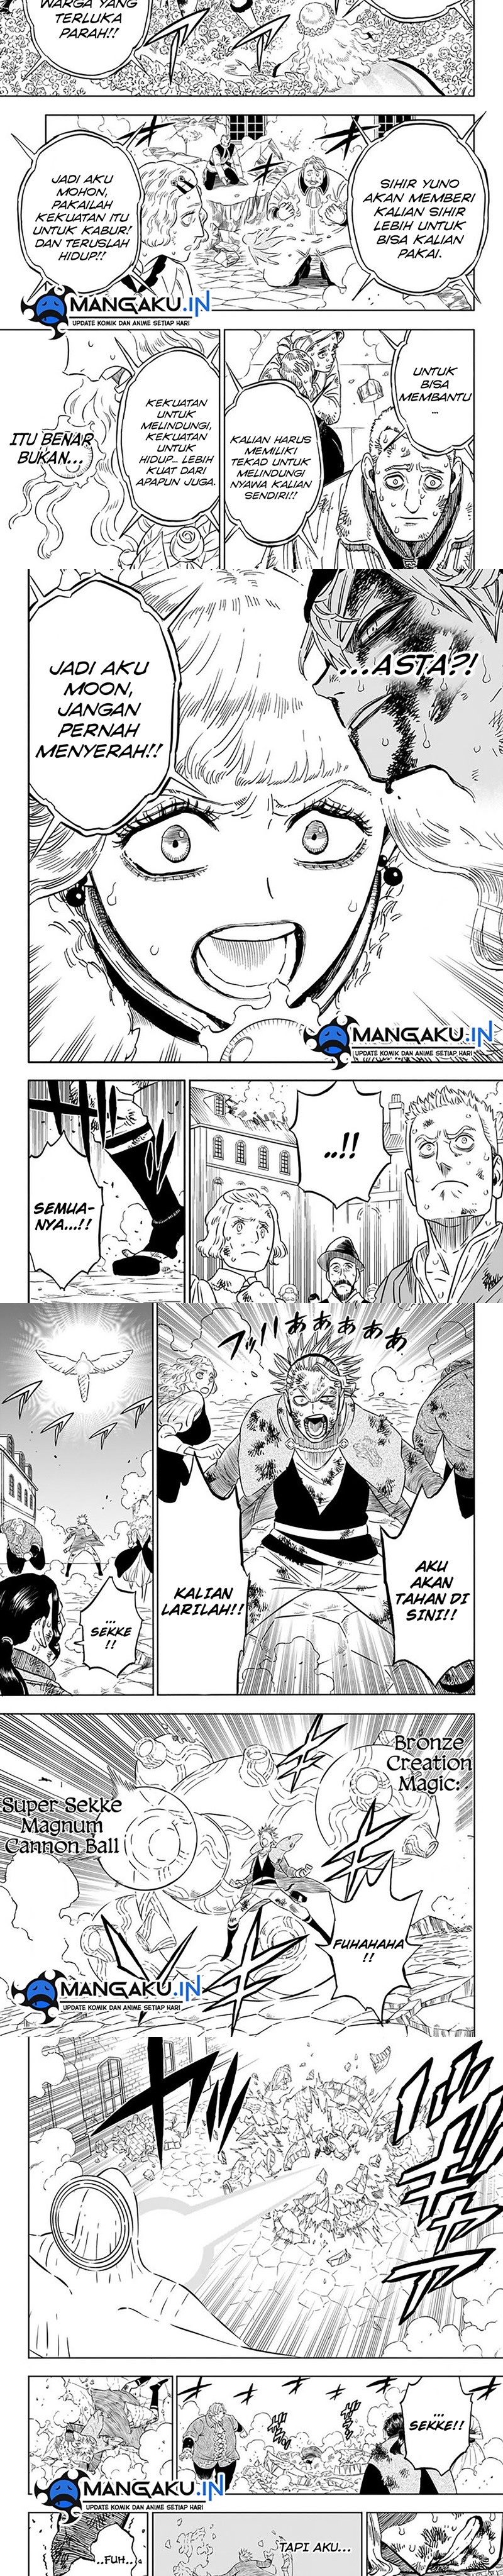 WARGA YANG
TERLUKA
PARAH!!
SIHIR YUNO
AKAN MEMBERI
KALIAN SIHIR
LEBIH UNTUK
BISA KALIAN
PAKAI.
JADI AKU
MOHON,
PAKAILAH
KEKUATAN ITU
UNTUK KABUR!
DAN TERUSLAH
HIDUP!!
MANGAKU.IN
UPDATE KOMIK DAN ANIME SETIAP HARI
UNTUK
BISA
MEMBANTU
...
KALIAN HARUS
MEMILIKI
TEKAD UNTUK
MELINDUNGI
NYAWA KALIAN
SENDIRI!!
KEKUATAN
UNTUK
MELINDUNGI,
KEKUATAN
UNTUK
HIDUP... LEBIH
KUAT DARI
APAPUN JUGA.
ITU BENAR
BUKAN...
...ASTA?!
JADI AKU
MOON,
JANGAN
PERNAH
MENYERAH!!
MANGAKU.IN
UPDATE KOMIK DAN ANIME SETIAP HARI
..!!
SEMUA-
NYA...!!
あああああ
AKU
AKAN
TAHAN DI
SINI!!
KALIAN
LARILAH!!
...
SEKKE
!!
Bronze
Creation
Magic:
Super Sekke
Magnum
Cannon Ball
FUHAHAHA
!!
MANGAKU.IN
UPDATE KOMIK DAN ANIME SETIAP HARI
...
SEKKE!!
MANGAKU.IN
UPDATE KOMIK DAN ANIME SETIAP HARI
TAPI AKU...
..FUH...